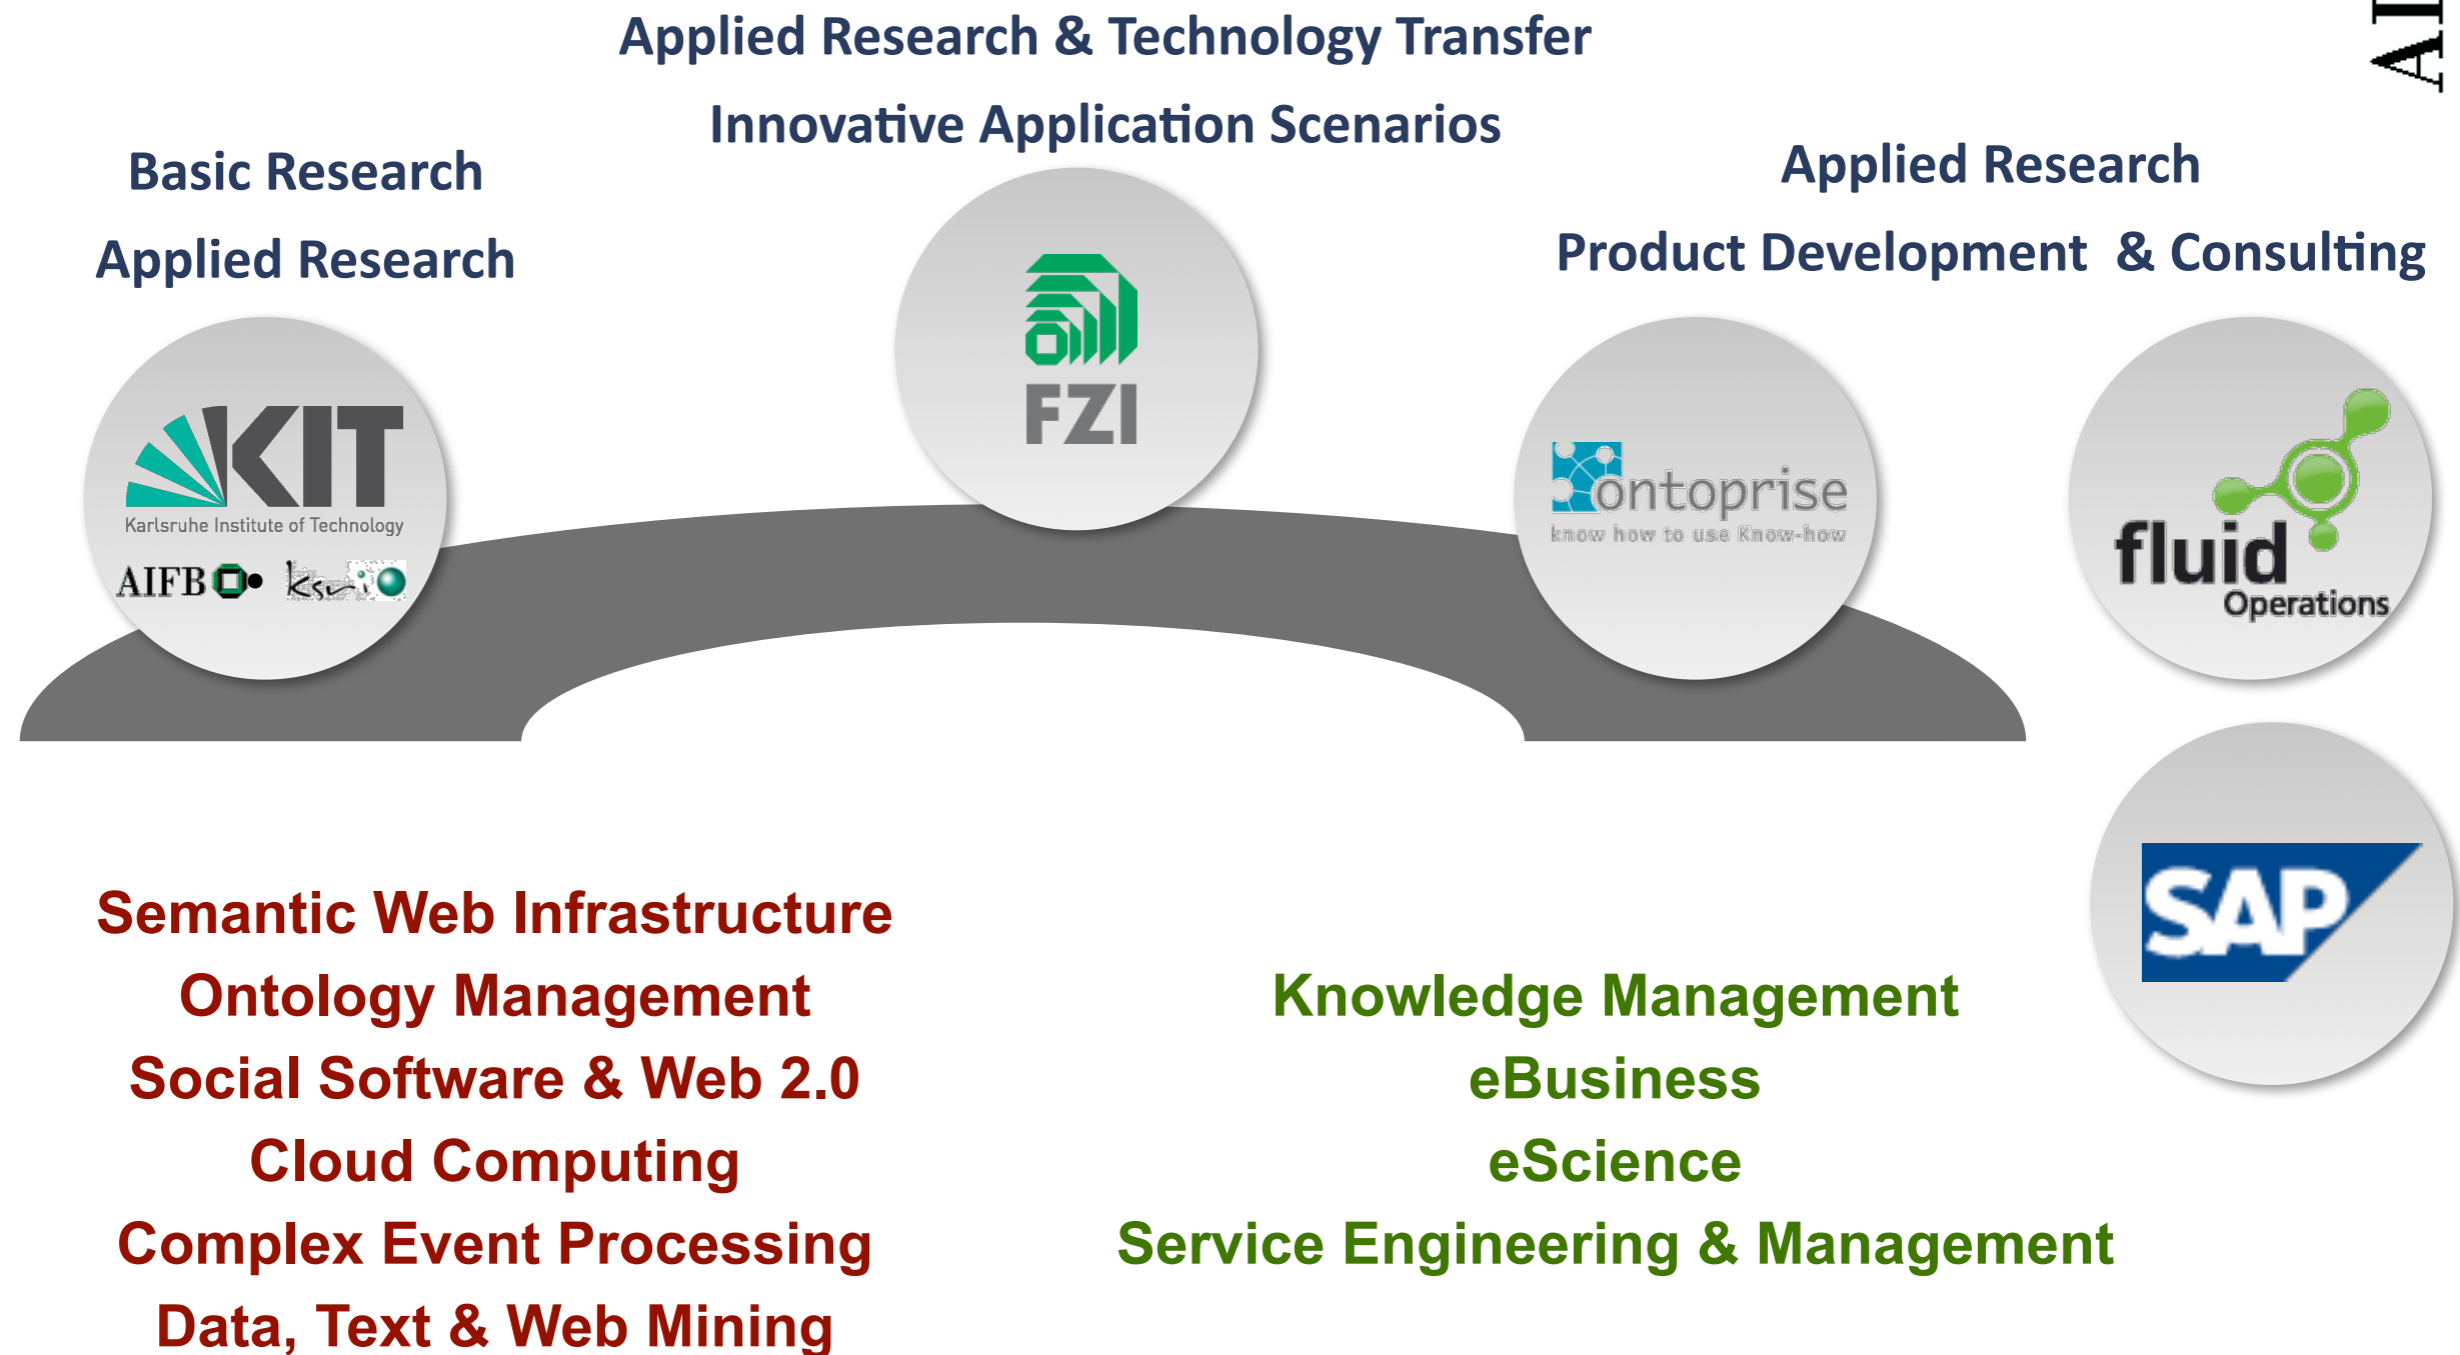 AI
Applied Research & Technology Transfer
Innovative Application Scenarios
Basic Research
Applied Research
Applied Research
Product Development & Consulting
KIT
Karlsruhe Institute of Technology
AIFB ksri
FZI
ontoprise
know how to use Know-how
fluid
Operations
SAP
Semantic Web Infrastructure
Ontology Management
Social Software & Web 2.0
Cloud Computing
Complex Event Processing
Data, Text & Web Mining
Knowledge Management
eBusiness
eScience
Service Engineering & Management